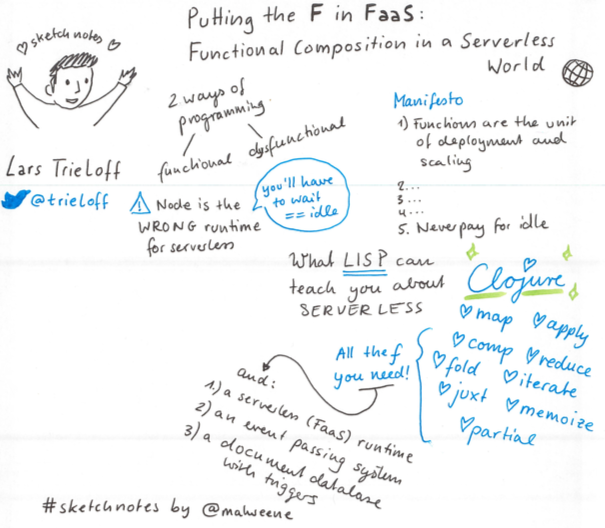 Putting the F in FaaS:
Functional Composition in a Serverless
World
♡ sketch notes ♡
2 ways of
programming
functional
dysfunctional
Lars Trieloff
@trieloff
Node is the
WRONG runtime
for serverless
you'll have
to wait
== idle
Manifesto
1) Functions are the unit
of deployment and
scaling
2...
3...
4...
5. Never pay for idle
What LISP can
teach you about
SERVERLESS
Clojure
♡ map ♡ apply
♡ comp ♡ reduce
♡ fold ♡ iterate
♡ juxt ♡ memoize
♡ partial
All the f
you need!
and:
1) a serverless (FaaS) runtime
2) an event passing system
3) a document database
with triggers
#sketchnotes by @malweene